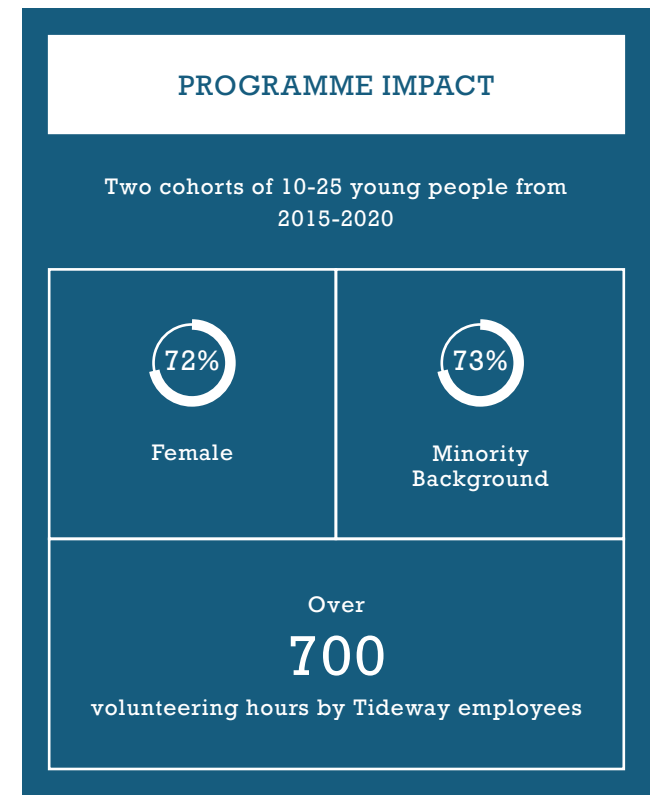 PROGRAMME IMPACT
Two cohorts of 10-25 young people from
2015-2020
72%
Female
73%
Minority
Background
Over
700
volunteering hours by Tideway employees